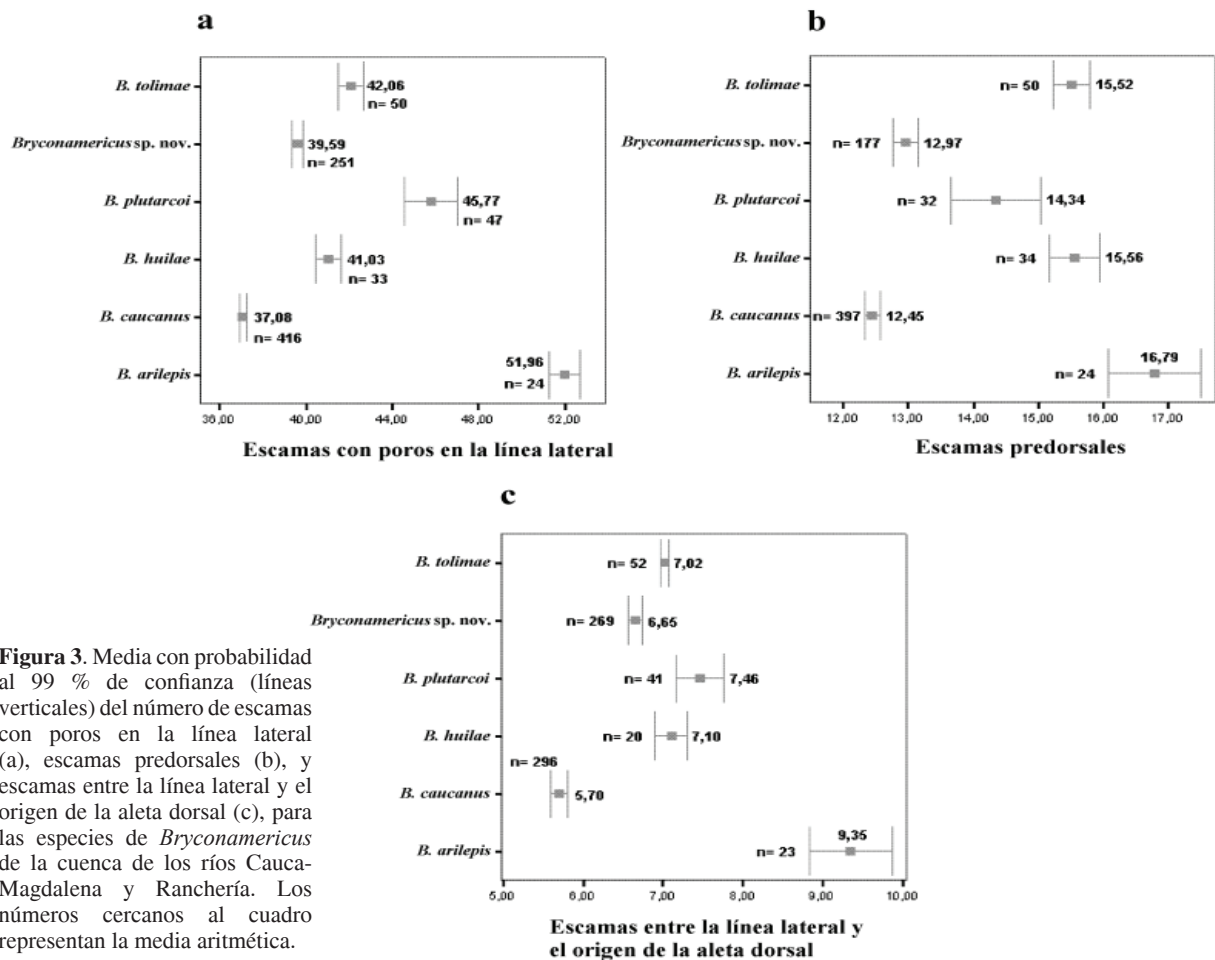 a
B. tolimae
42,06
n= 50
Bryconamericus sp. nov.
39,59
n= 251
B. plutarcoi
45,77
n= 47
B. huilae
41,03
n= 33
B. caucanus
37,08
n= 416
B. arilepis
51,96
n= 24
36,00 40,00 44,00 48,00 52,00
Escamas con poros en la línea lateral
b
B. tolimae
n= 50 15,52
Bryconamericus sp. nov.
n= 177 12,97
B. plutarcoi
n= 32 14,34
B. huilae
n= 34 15,56
B. caucanus
n= 397 12,45
B. arilepis
16,79
n= 24
12,00 13,00 14,00 15,00 16,00 17,00
Escamas predorsales
c
B. tolimae
n= 52 7,02
Bryconamericus sp. nov.
n= 269 6,65
B. plutarcoi
n= 41 7,46
B. huilae
n= 20 7,10
n= 296
B. caucanus
5,70
B. arilepis
9,35
n= 23
5,00 6,00 7,00 8,00 9,00 10,00
Escamas entre la línea lateral y
el origen de la aleta dorsal
Figura 3. Media con probabilidad
al 99 % de confianza (líneas
verticales) del número de escamas
con poros en la línea lateral
(a), escamas predorsales (b), y
escamas entre la línea lateral y el
origen de la aleta dorsal (c), para
las especies de Bryconamericus
de la cuenca de los ríos Cauca-
Magdalena y Ranchería. Los
números cercanos al cuadro
representan la media aritmética.